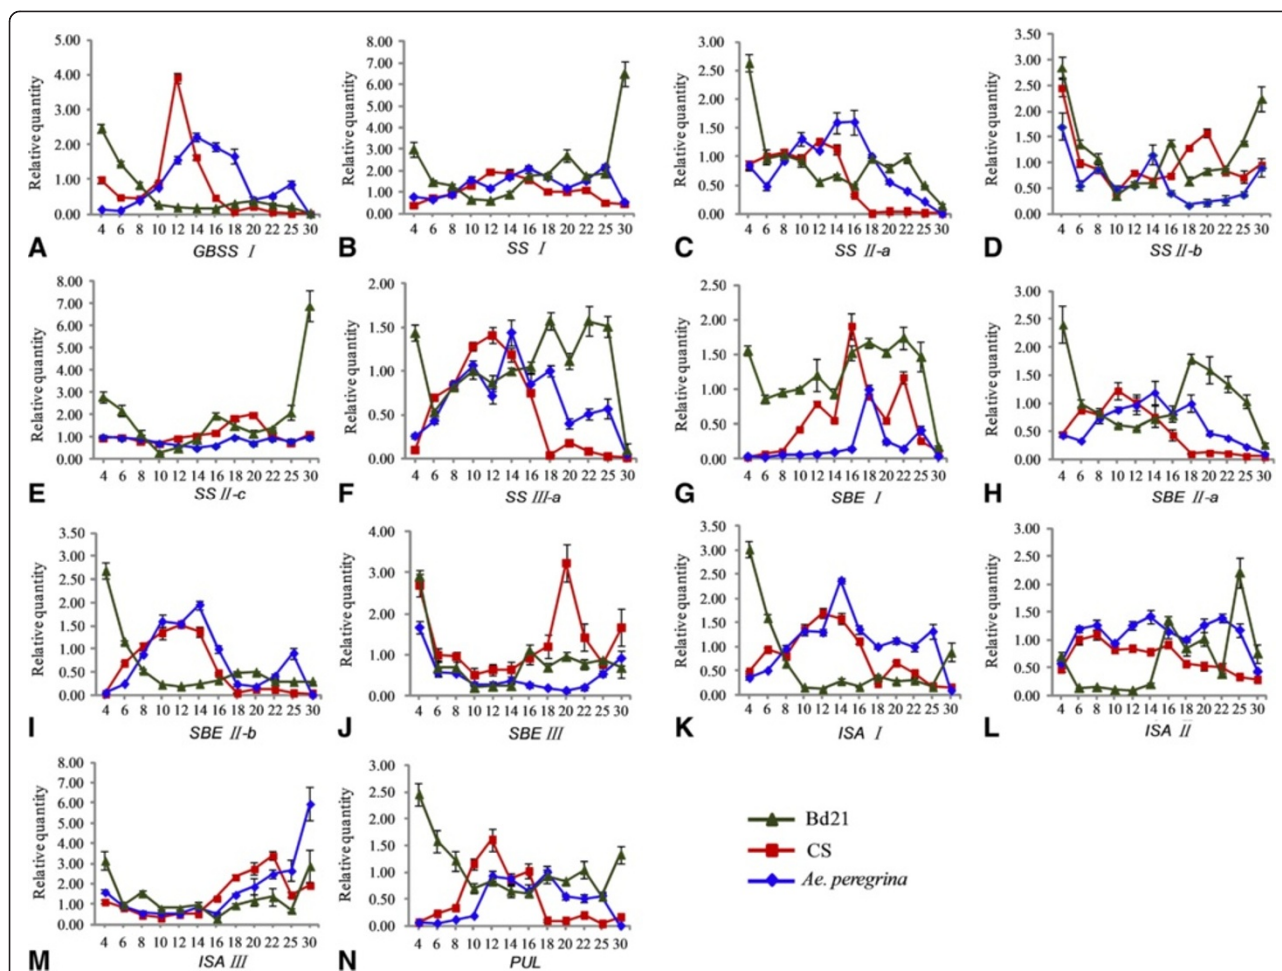 Relative quantity
5.00
4.00
3.00
2.00
1.00
0.00
4 6 8 10 12 14 16 18 20 22 25 30
A GBSS I
Relative quantity
8.00
7.00
6.00
5.00
4.00
3.00
2.00
1.00
0.00
4 6 8 10 12 14 16 18 20 22 25 30
B SS I
Relative quantity
3.00
2.50
2.00
1.50
1.00
0.50
0.00
4 6 8 10 12 14 16 18 20 22 25 30
C SS II-a
Relative quantity
3.50
3.00
2.50
2.00
1.50
1.00
0.50
0.00
4 6 8 10 12 14 16 18 20 22 25 30
D SS II-b
Relative quantity
8.00
7.00
6.00
5.00
4.00
3.00
2.00
1.00
0.00
4 6 8 10 12 14 16 18 20 22 25 30
E SS II-c
Relative quantity
2.00
1.50
1.00
0.50
0.00
4 6 8 10 12 14 16 18 20 22 25 30
F SS III-a
Relative quantity
2.50
2.00
1.50
1.00
0.50
0.00
4 6 8 10 12 14 16 18 20 22 25 30
G SBE I
Relative quantity
3.00
2.50
2.00
1.50
1.00
0.50
0.00
4 6 8 10 12 14 16 18 20 22 25 30
H SBE II-a
Relative quantity
3.50
3.00
2.50
2.00
1.50
1.00
0.50
0.00
4 6 8 10 12 14 16 18 20 22 25 30
I SBE II-b
Relative quantity
4.00
3.00
2.00
1.00
0.00
4 6 8 10 12 14 16 18 20 22 25 30
J SBE III
Relative quantity
3.50
3.00
2.50
2.00
1.50
1.00
0.50
0.00
4 6 8 10 12 14 16 18 20 22 25 30
K ISA I
Relative quantity
3.00
2.50
2.00
1.50
1.00
0.50
0.00
4 6 8 10 12 14 16 18 20 22 25 30
L ISA II
Relative quantity
8.00
7.00
6.00
5.00
4.00
3.00
2.00
1.00
0.00
4 6 8 10 12 14 16 18 20 22 25 30
M ISA III
Relative quantity
3.00
2.50
2.00
1.50
1.00
0.50
0.00
4 6 8 10 12 14 16 18 20 22 25 30
N PUL
Bd21
CS
Ae. peregrina